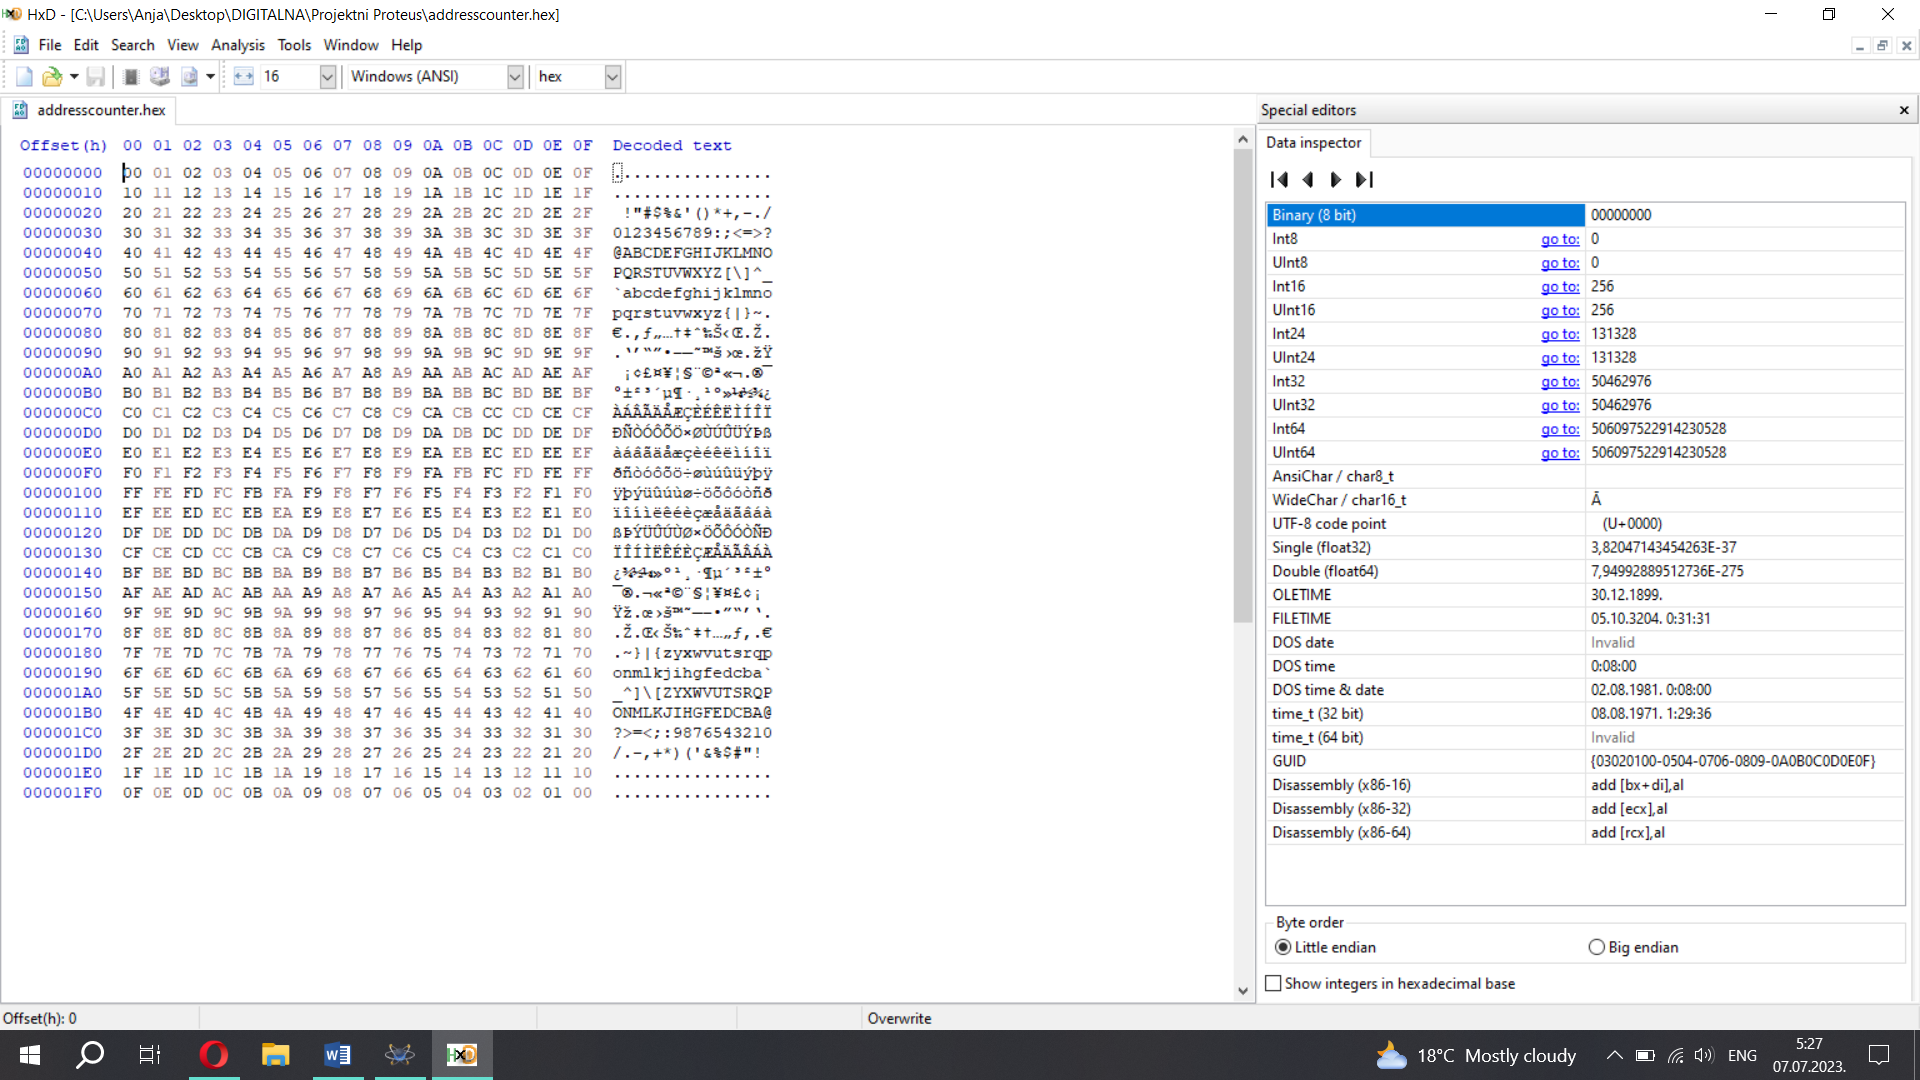 HxD - [C:\Users\Anja\Desktop\DIGITALNA\Projektni Proteus\addresscounter.hex]
File Edit Search View Analysis Tools Window Help
16 Windows (ANSI) hex
addresscounter.hex
Offset(h) 00 01 02 03 04 05 06 07 08 09 0A 0B 0C 0D 0E 0F Decoded text
00000000 00 01 02 03 04 05 06 07 08 09 0A 0B 0C 0D 0E 0F ................
00000010 10 11 12 13 14 15 16 17 18 19 1A 1B 1C 1D 1E 1F ................
00000020 20 21 22 23 24 25 26 27 28 29 2A 2B 2C 2D 2E 2F !"#$%&'()*+,-./
00000030 30 31 32 33 34 35 36 37 38 39 3A 3B 3C 3D 3E 3F 0123456789:;<=>?
00000040 40 41 42 43 44 45 46 47 48 49 4A 4B 4C 4D 4E 4F @ABCDEFGHIJKLMNO
00000050 50 51 52 53 54 55 56 57 58 59 5A 5B 5C 5D 5E 5F PQRSTUVWXYZ[\]^_
00000060 60 61 62 63 64 65 66 67 68 69 6A 6B 6C 6D 6E 6F `abcdefghijklmno
00000070 70 71 72 73 74 75 76 77 78 79 7A 7B 7C 7D 7E 7F pqrstuvwxyz{|}~.
00000080 80 81 82 83 84 85 86 87 88 89 8A 8B 8C 8D 8E 8F €.‚ƒ„…†‡ˆ‰Š‹Œ.Ž.
00000090 90 91 92 93 94 95 96 97 98 99 9A 9B 9C 9D 9E 9F .‘’“”•–—˜™š›œ.žŸ
000000A0 A0 A1 A2 A3 A4 A5 A6 A7 A8 A9 AA AB AC AD AE AF ¡¢£¤¥¦§¨©ª«¬.®¯
000000B0 B0 B1 B2 B3 B4 B5 B6 B7 B8 B9 BA BB BC BD BE BF °±²³´µ¶·¸¹º»¼½¾¿
000000C0 C0 C1 C2 C3 C4 C5 C6 C7 C8 C9 CA CB CC CD CE CF ÀÁÂÃÄÅÆÇÈÉÊËÌÍÎÏ
000000D0 D0 D1 D2 D3 D4 D5 D6 D7 D8 D9 DA DB DC DD DE DF ÐÑÒÓÔÕÖ×ØÙÚÛÜÝÞß
000000E0 E0 E1 E2 E3 E4 E5 E6 E7 E8 E9 EA EB EC ED EE EF àáâãäåæçèéêëìíîï
000000F0 F0 F1 F2 F3 F4 F5 F6 F7 F8 F9 FA FB FC FD FE FF ðñòóôõö÷øùúûüýþÿ
00000100 FF FE FD FC FB FA F9 F8 F7 F6 F5 F4 F3 F2 F1 F0 ÿþýüûúùø÷öõôóòñð
00000110 EF EE ED EC EB EA E9 E8 E7 E6 E5 E4 E3 E2 E1 E0 ïîíìëêéèçæåäãâáà
00000120 DF DE DD DC DB DA D9 D8 D7 D6 D5 D4 D3 D2 D1 D0 ßÞÝÜÛÚÙØ×ÖÕÔÓÒÑÐ
00000130 CF CE CD CC CB CA C9 C8 C7 C6 C5 C4 C3 C2 C1 C0 ÏÎÍÌËÊÉÈÇÆÅÄÃÂÁÀ
00000140 BF BE BD BC BB BA B9 B8 B7 B6 B5 B4 B3 B2 B1 B0 ¿¾½¼»º¹¸·¶µ´³²±°
00000150 AF AE AD AC AB AA A9 A8 A7 A6 A5 A4 A3 A2 A1 A0 ¯®.¬«ª©¨§¦¥¤£¢¡
00000160 9F 9E 9D 9C 9B 9A 99 98 97 96 95 94 93 92 91 90 Ÿž.œ›š™˜—–•”“’‘.
00000170 8F 8E 8D 8C 8B 8A 89 88 87 86 85 84 83 82 81 80 .Ž.Œ‹Š‰ˆ‡†…„ƒ‚.€
00000180 7F 7E 7D 7C 7B 7A 79 78 77 76 75 74 73 72 71 70 .~}|{zyxwvutsrqp
00000190 6F 6E 6D 6C 6B 6A 69 68 67 66 65 64 63 62 61 60 onmlkjihgfedcba`
000001A0 5F 5E 5D 5C 5B 5A 59 58 57 56 55 54 53 52 51 50 _^]\[ZYXWVUTSRQP
000001B0 4F 4E 4D 4C 4B 4A 49 48 47 46 45 44 43 42 41 40 ONMLKJIHGFEDCBA@
000001C0 3F 3E 3D 3C 3B 3A 39 38 37 36 35 34 33 32 31 30 ?>=<;:9876543210
000001D0 2F 2E 2D 2C 2B 2A 29 28 27 26 25 24 23 22 21 20 /.-,+*)('&%$#"!
000001E0 1F 1E 1D 1C 1B 1A 19 18 17 16 15 14 13 12 11 10 ................
000001F0 0F 0E 0D 0C 0B 0A 09 08 07 06 05 04 03 02 01 00 ................
Special editors
Data inspector
Binary (8 bit) 00000000
Int8 go to: 0
UInt8 go to: 0
Int16 go to: 256
UInt16 go to: 256
Int24 go to: 131328
UInt24 go to: 131328
Int32 go to: 50462976
UInt32 go to: 50462976
Int64 go to: 506097522914230528
UInt64 go to: 506097522914230528
AnsiChar / char8_t
WideChar / char16_t Ā
UTF-8 code point (U+0000)
Single (float32) 3,82047143454263E-37
Double (float64) 7,94992889512736E-275
OLETIME 30.12.1899.
FILETIME 05.10.3204. 0:31:31
DOS date Invalid
DOS time 0:08:00
DOS time & date 02.08.1981. 0:08:00
time_t (32 bit) 08.08.1971. 1:29:36
time_t (64 bit) Invalid
GUID {03020100-0504-0706-0809-0A0B0C0D0E0F}
Disassembly (x86-16) add [bx+di],al
Disassembly (x86-32) add [ecx],al
Disassembly (x86-64) add [rcx],al
Byte order
Little endian Big endian
Show integers in hexadecimal base
Offset(h): 0 Overwrite
18°C Mostly cloudy ENG
5:27
07.07.2023.